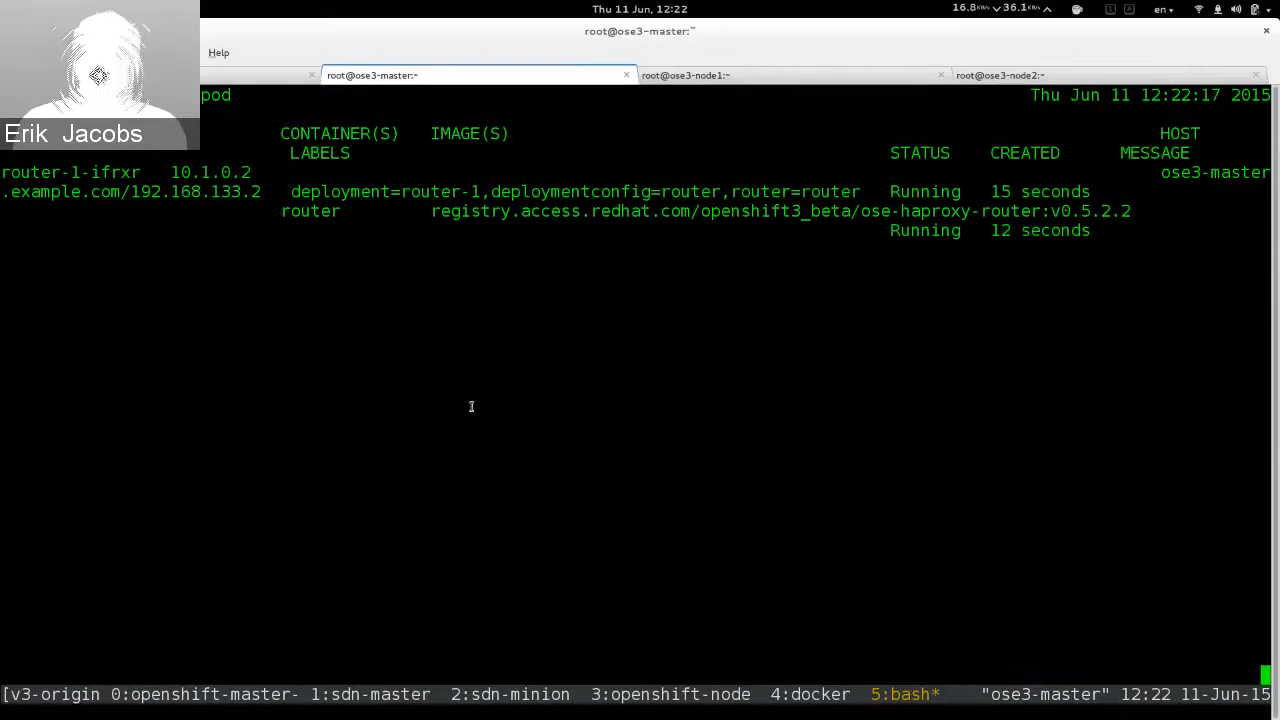 Thu 11 Jun, 12:22
16.8KB/s 36.1KB/s
en
root@ose3-master:~
Help
root@ose3-master:~
root@ose3-node1:~
root@ose3-node2:~
Erik Jacobs
pod Thu Jun 11 12:22:17 2015
CONTAINER(S) IMAGE(S) HOST
LABELS STATUS CREATED MESSAGE
router-1-ifrxr 10.1.0.2 ose3-master
.example.com/192.168.133.2 deployment=router-1,deploymentconfig=router,router=router Running 15 seconds
router registry.access.redhat.com/openshift3_beta/ose-haproxy-router:v0.5.2.2
Running 12 seconds
[v3-origin 0:openshift-master- 1:sdn-master 2:sdn-minion 3:openshift-node 4:docker 5:bash* "ose3-master" 12:22 11-Jun-15